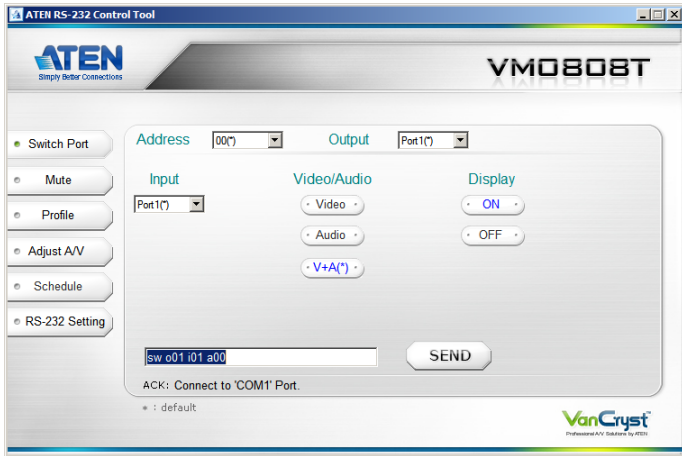 ATEN RS-232 Control Tool
ATEN
Simply Better Connections
VM0808T
Switch Port
Mute
Profile
Adjust A/V
Schedule
RS-232 Setting
Address 00(*) Output Port1(*)
Input Video/Audio Display
Port1(*) Video ON
Audio OFF
V+A(*)
sw o01 i01 a00 SEND
ACK: Connect to 'COM1' Port.
* : default
VanCryst™
Professional A/V Solutions by ATEN